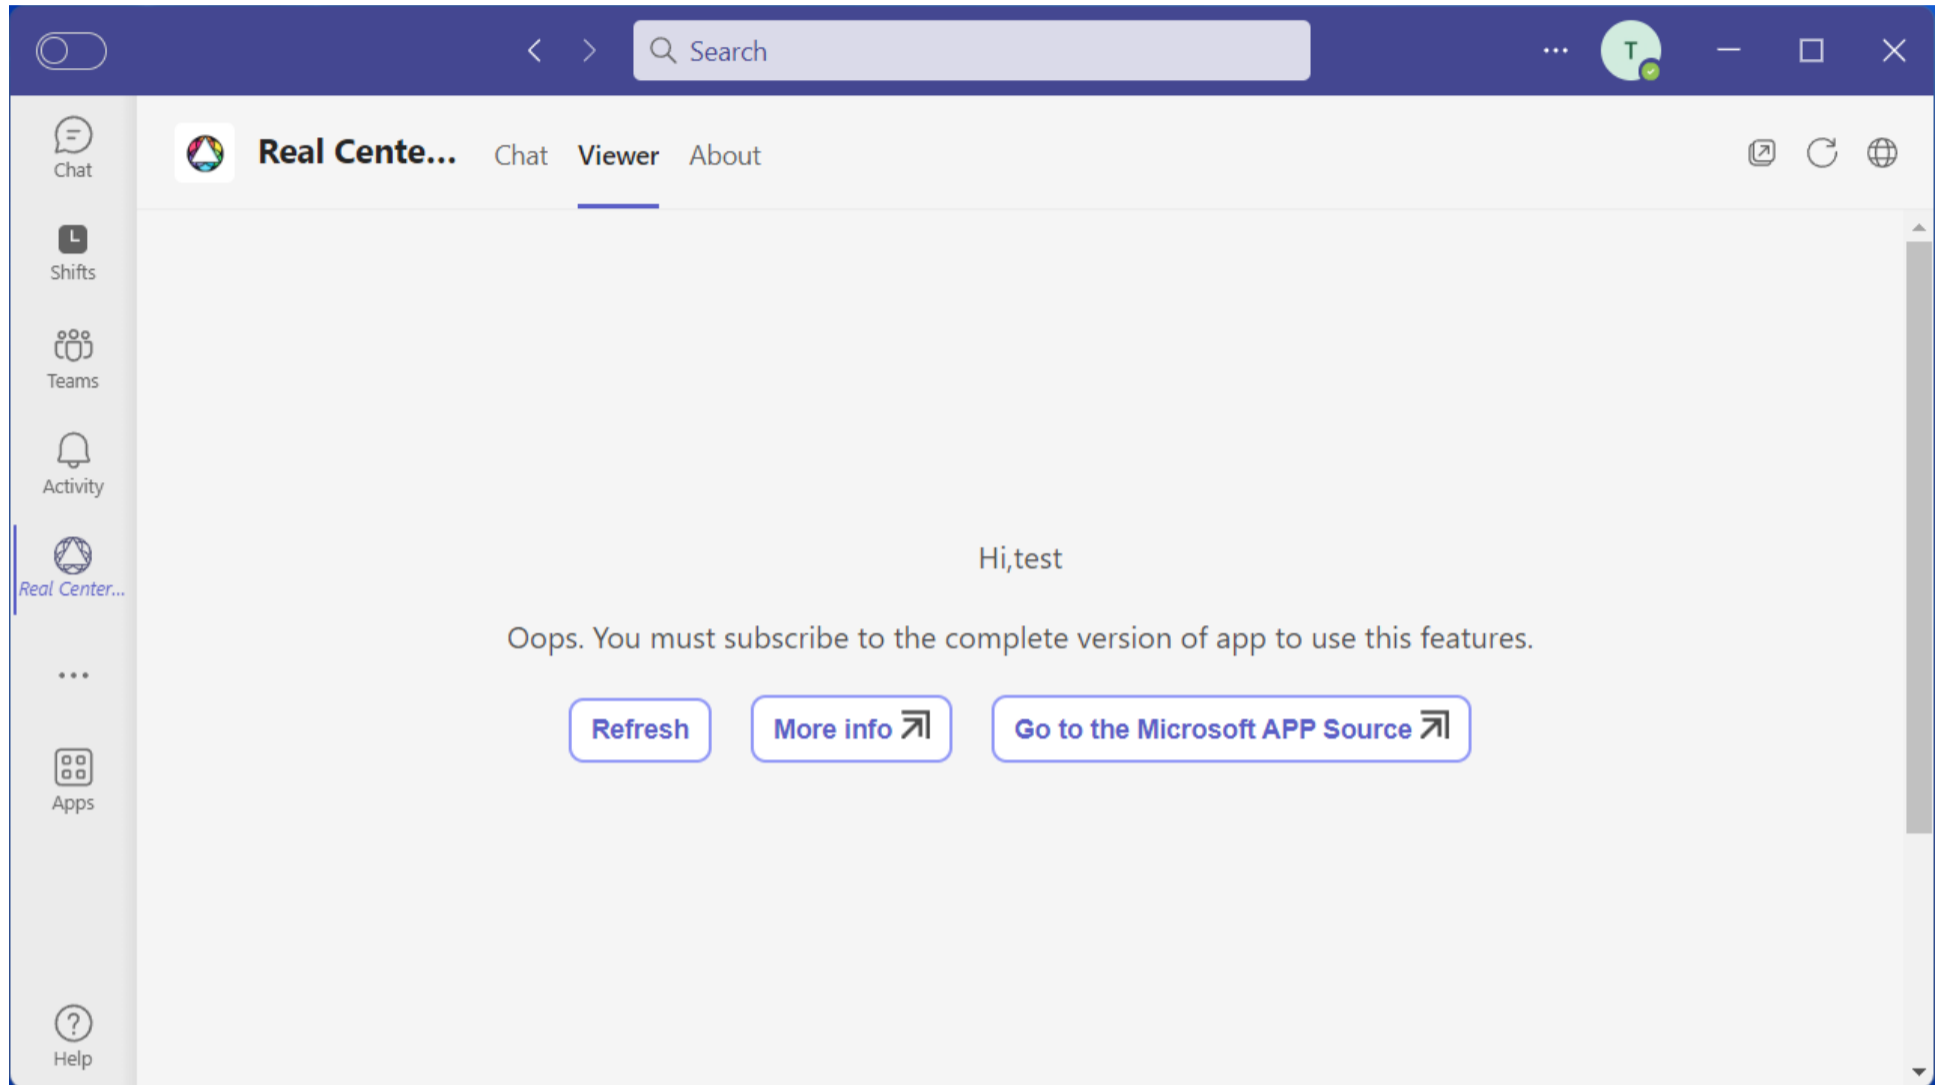 Search
T
Chat
Real Cente...
Chat Viewer About
Shifts
Teams
Activity
Real Center...
Hi,test
Oops. You must subscribe to the complete version of app to use this features.
Refresh More info Go to the Microsoft APP Source
Apps
Help